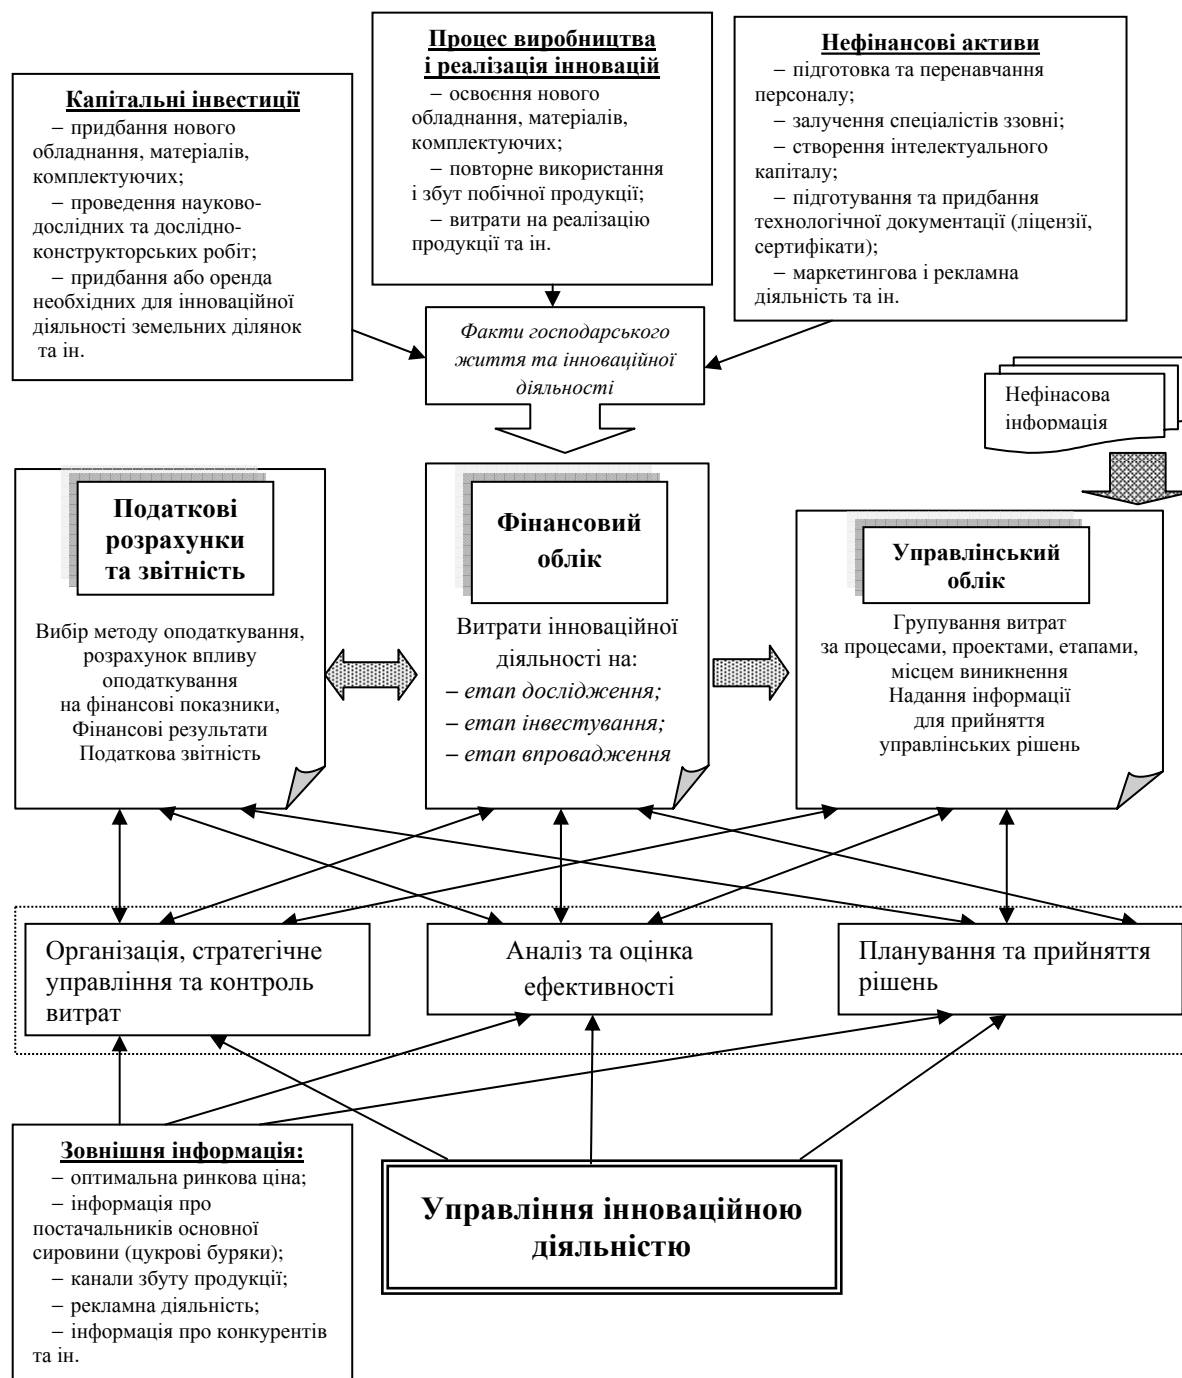 Капітальні інвестиції
– придбання нового
обладнання, матеріалів,
комплектуючих;
– проведення науково-
дослідних та дослідно-
конструкторських робіт;
– придбання або оренда
необхідних для інноваційної
діяльності земельних ділянок
та ін.
Процес виробництва
і реалізація інновацій
– освоєння нового
обладнання, матеріалів,
комплектуючих;
– повторне використання
і збут побічної продукції;
– витрати на реалізацію
продукції та ін.
Нефінансові активи
– підготовка та перенавчання
персоналу;
– залучення спеціалістів ззовні;
– створення інтелектуального
капіталу;
– підготування та придбання
технологічної документації (ліцензії,
сертифікати);
– маркетингова і рекламна
діяльність та ін.
Факти господарського
життя та інноваційної
діяльності
Нефінасова
інформація
Податкові
розрахунки
та звітність
Вибір методу оподаткування,
розрахунок впливу
оподаткування
на фінансові показники,
Фінансові результати
Податкова звітність
Фінансовий
облік
Витрати інноваційної
діяльності на:
– етап дослідження;
– етап інвестування;
– етап впровадження
Управлінський
облік
Групування витрат
за процесами, проектами, етапами,
місцем виникнення
Надання інформації
для прийняття
управлінських рішень
Організація, стратегічне
управління та контроль
витрат
Аналіз та оцінка
ефективності
Планування та прийняття
рішень
Зовнішня інформація:
– оптимальна ринкова ціна;
– інформація про
постачальників основної
сировини (цукрові буряки);
– канали збуту продукції;
– рекламна діяльність;
– інформація про конкурентів
та ін.
Управління інноваційною
діяльністю